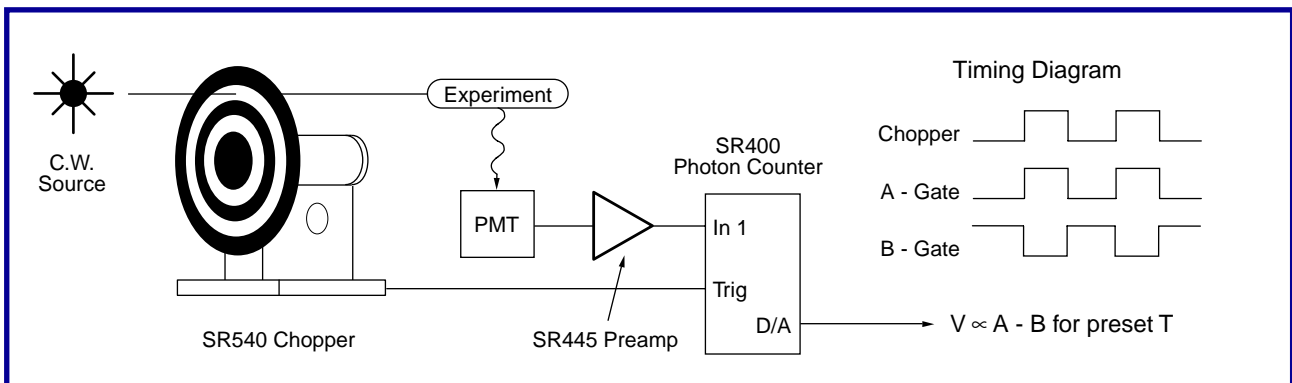 C.W.
Source
SR540 Chopper
Experiment
PMT
SR445 Preamp
SR400
Photon Counter
In 1
Trig
D/A
Timing Diagram
Chopper
A - Gate
B - Gate
V ∝ A - B for preset T